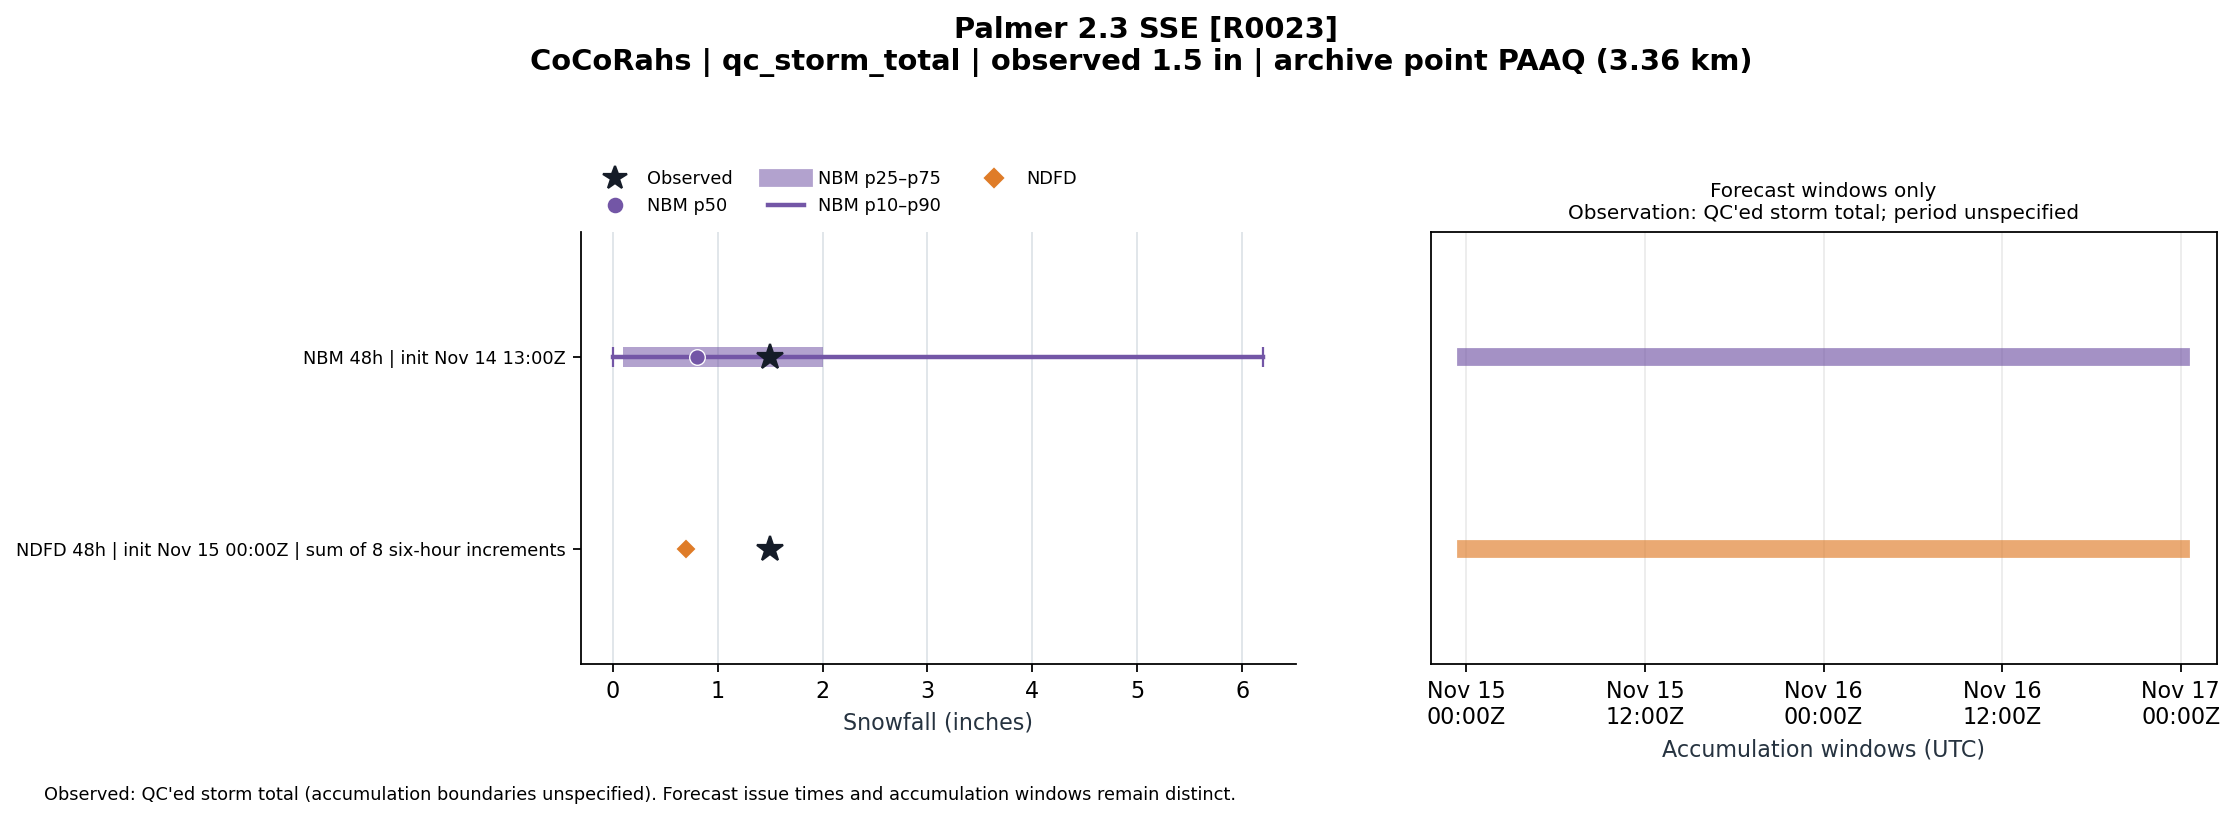 Palmer 2.3 SSE [R0023]
CoCoRahs | qc_storm_total | observed 1.5 in | archive point PAAQ (3.36 km)
Observed
NBM p50
NBM p25–p75
NBM p10–p90
NDFD
Forecast windows only
Observation: QC'ed storm total; period unspecified
NBM 48h | init Nov 14 13:00Z
NDFD 48h | init Nov 15 00:00Z | sum of 8 six-hour increments
0 1 2 3 4 5 6
Snowfall (inches)
Nov 15 Nov 15 Nov 16 Nov 16 Nov 17
00:00Z 12:00Z 00:00Z 12:00Z 00:00Z
Accumulation windows (UTC)
Observed: QC'ed storm total (accumulation boundaries unspecified). Forecast issue times and accumulation windows remain distinct.